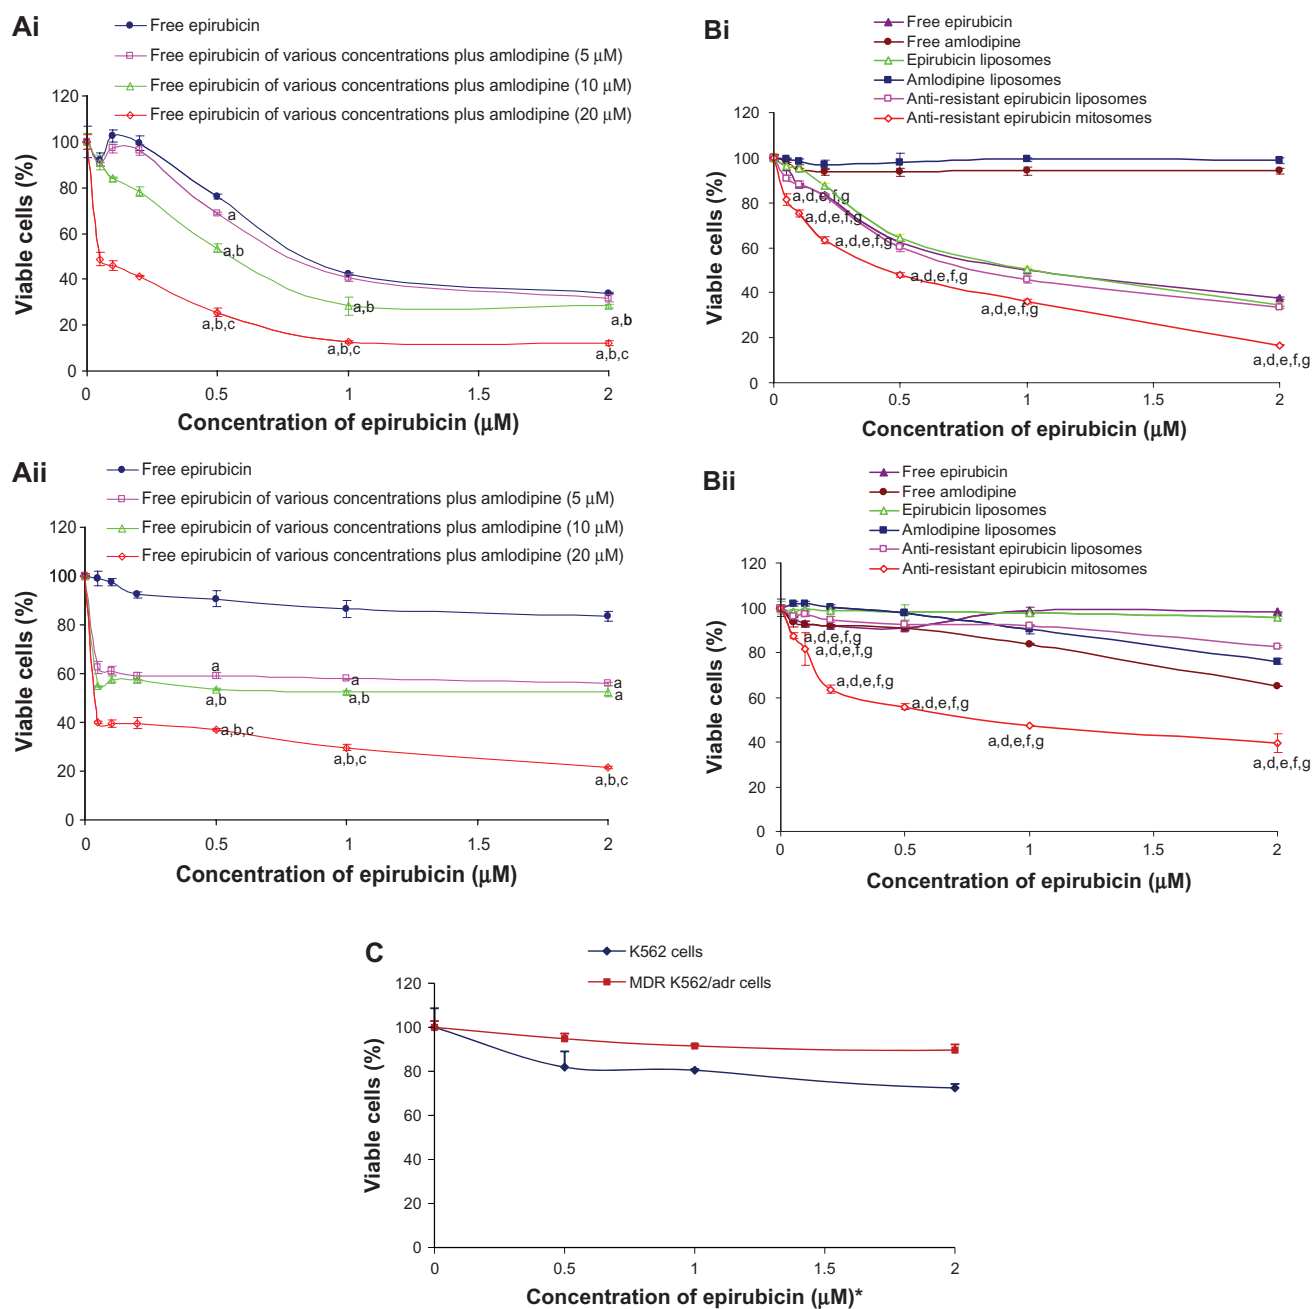 Ai
Free epirubicin
Free epirubicin of various concentrations plus amlodipine (5 μM)
Free epirubicin of various concentrations plus amlodipine (10 μM)
Free epirubicin of various concentrations plus amlodipine (20 μM)
Viable cells (%)
120
100
80
60
40
20
0
a
a,b
a,b
a,b
a,b,c
a,b,c
a,b,c
0 0.5 1 1.5 2
Concentration of epirubicin (μM)
Bi
Free epirubicin
Free amlodipine
Epirubicin liposomes
Amlodipine liposomes
Anti-resistant epirubicin liposomes
Anti-resistant epirubicin mitosomes
Viable cells (%)
120
100
80
60
40
20
0
a,d,e,f,g
a,d,e,f,g
a,d,e,f,g
a,d,e,f,g
a,d,e,f,g
a,d,e,f,g
0 0.5 1 1.5 2
Concentration of epirubicin (μM)
Aii
Free epirubicin
Free epirubicin of various concentrations plus amlodipine (5 μM)
Free epirubicin of various concentrations plus amlodipine (10 μM)
Free epirubicin of various concentrations plus amlodipine (20 μM)
Viable cells (%)
120
100
80
60
40
20
0
a
a
a
a,b
a,b
a
a,b,c
a,b,c
a,b,c
0 0.5 1 1.5 2
Concentration of epirubicin (μM)
Bii
Free epirubicin
Free amlodipine
Epirubicin liposomes
Amlodipine liposomes
Anti-resistant epirubicin liposomes
Anti-resistant epirubicin mitosomes
Viable cells (%)
120
100
80
60
40
20
0
a,d,e,f,g
a,d,e,f,g
a,d,e,f,g
a,d,e,f,g
a,d,e,f,g
a,d,e,f,g
0 0.5 1 1.5 2
Concentration of epirubicin (μM)
C
K562 cells
MDR K562/adr cells
Viable cells (%)
120
100
80
60
40
20
0
0 0.5 1 1.5 2
Concentration of epirubicin (μM)*